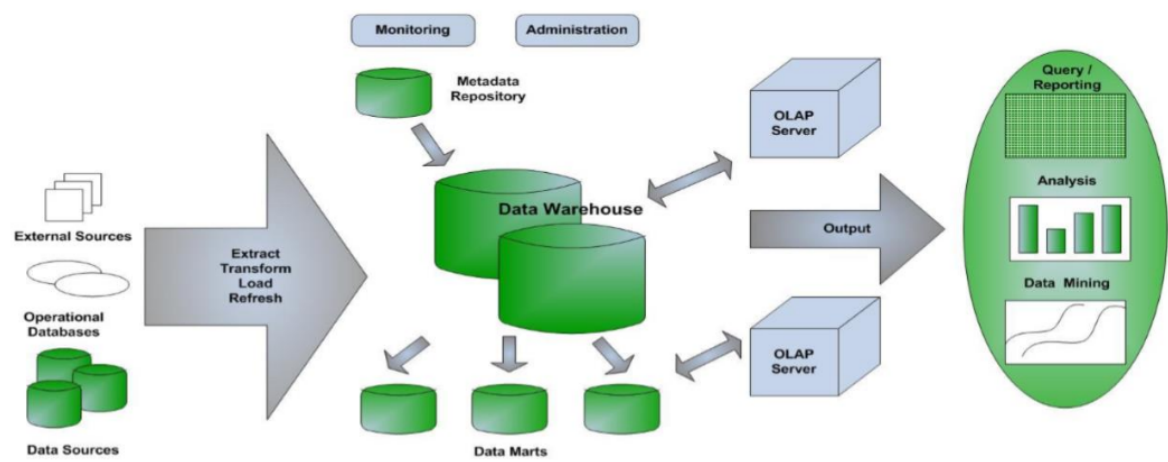 Monitoring
Administration
Metadata
Repository
OLAP
Server
Query /
Reporting
Data Warehouse
Analysis
External Sources
Extract
Transform
Load
Refresh
Output
Data Mining
Operational
Databases
OLAP
Server
Data Sources
Data Marts